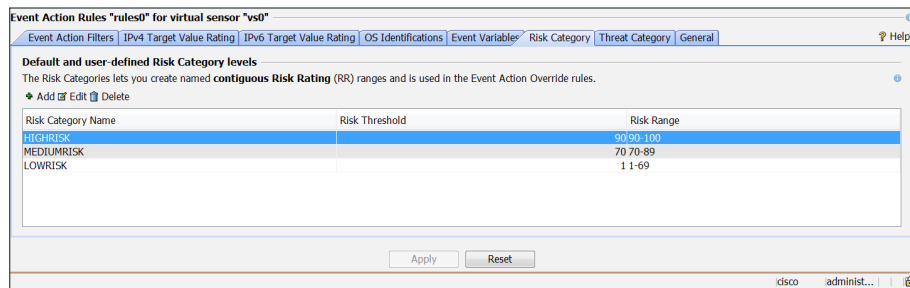 Event Action Rules "rules0" for virtual sensor "vs0"
Event Action Filters IPv4 Target Value Rating IPv6 Target Value Rating OS Identifications Event Variables Risk Category Threat Category General Help
Default and user-defined Risk Category levels
The Risk Categories lets you create named contiguous Risk Rating (RR) ranges and is used in the Event Action Override rules.
Add Edit Delete
Risk Category Name Risk Threshold Risk Range
HIGHRISK 90 90-100
MEDIUMRISK 70 70-89
LOWRISK 1 1-69
Apply Reset
cisco administ...